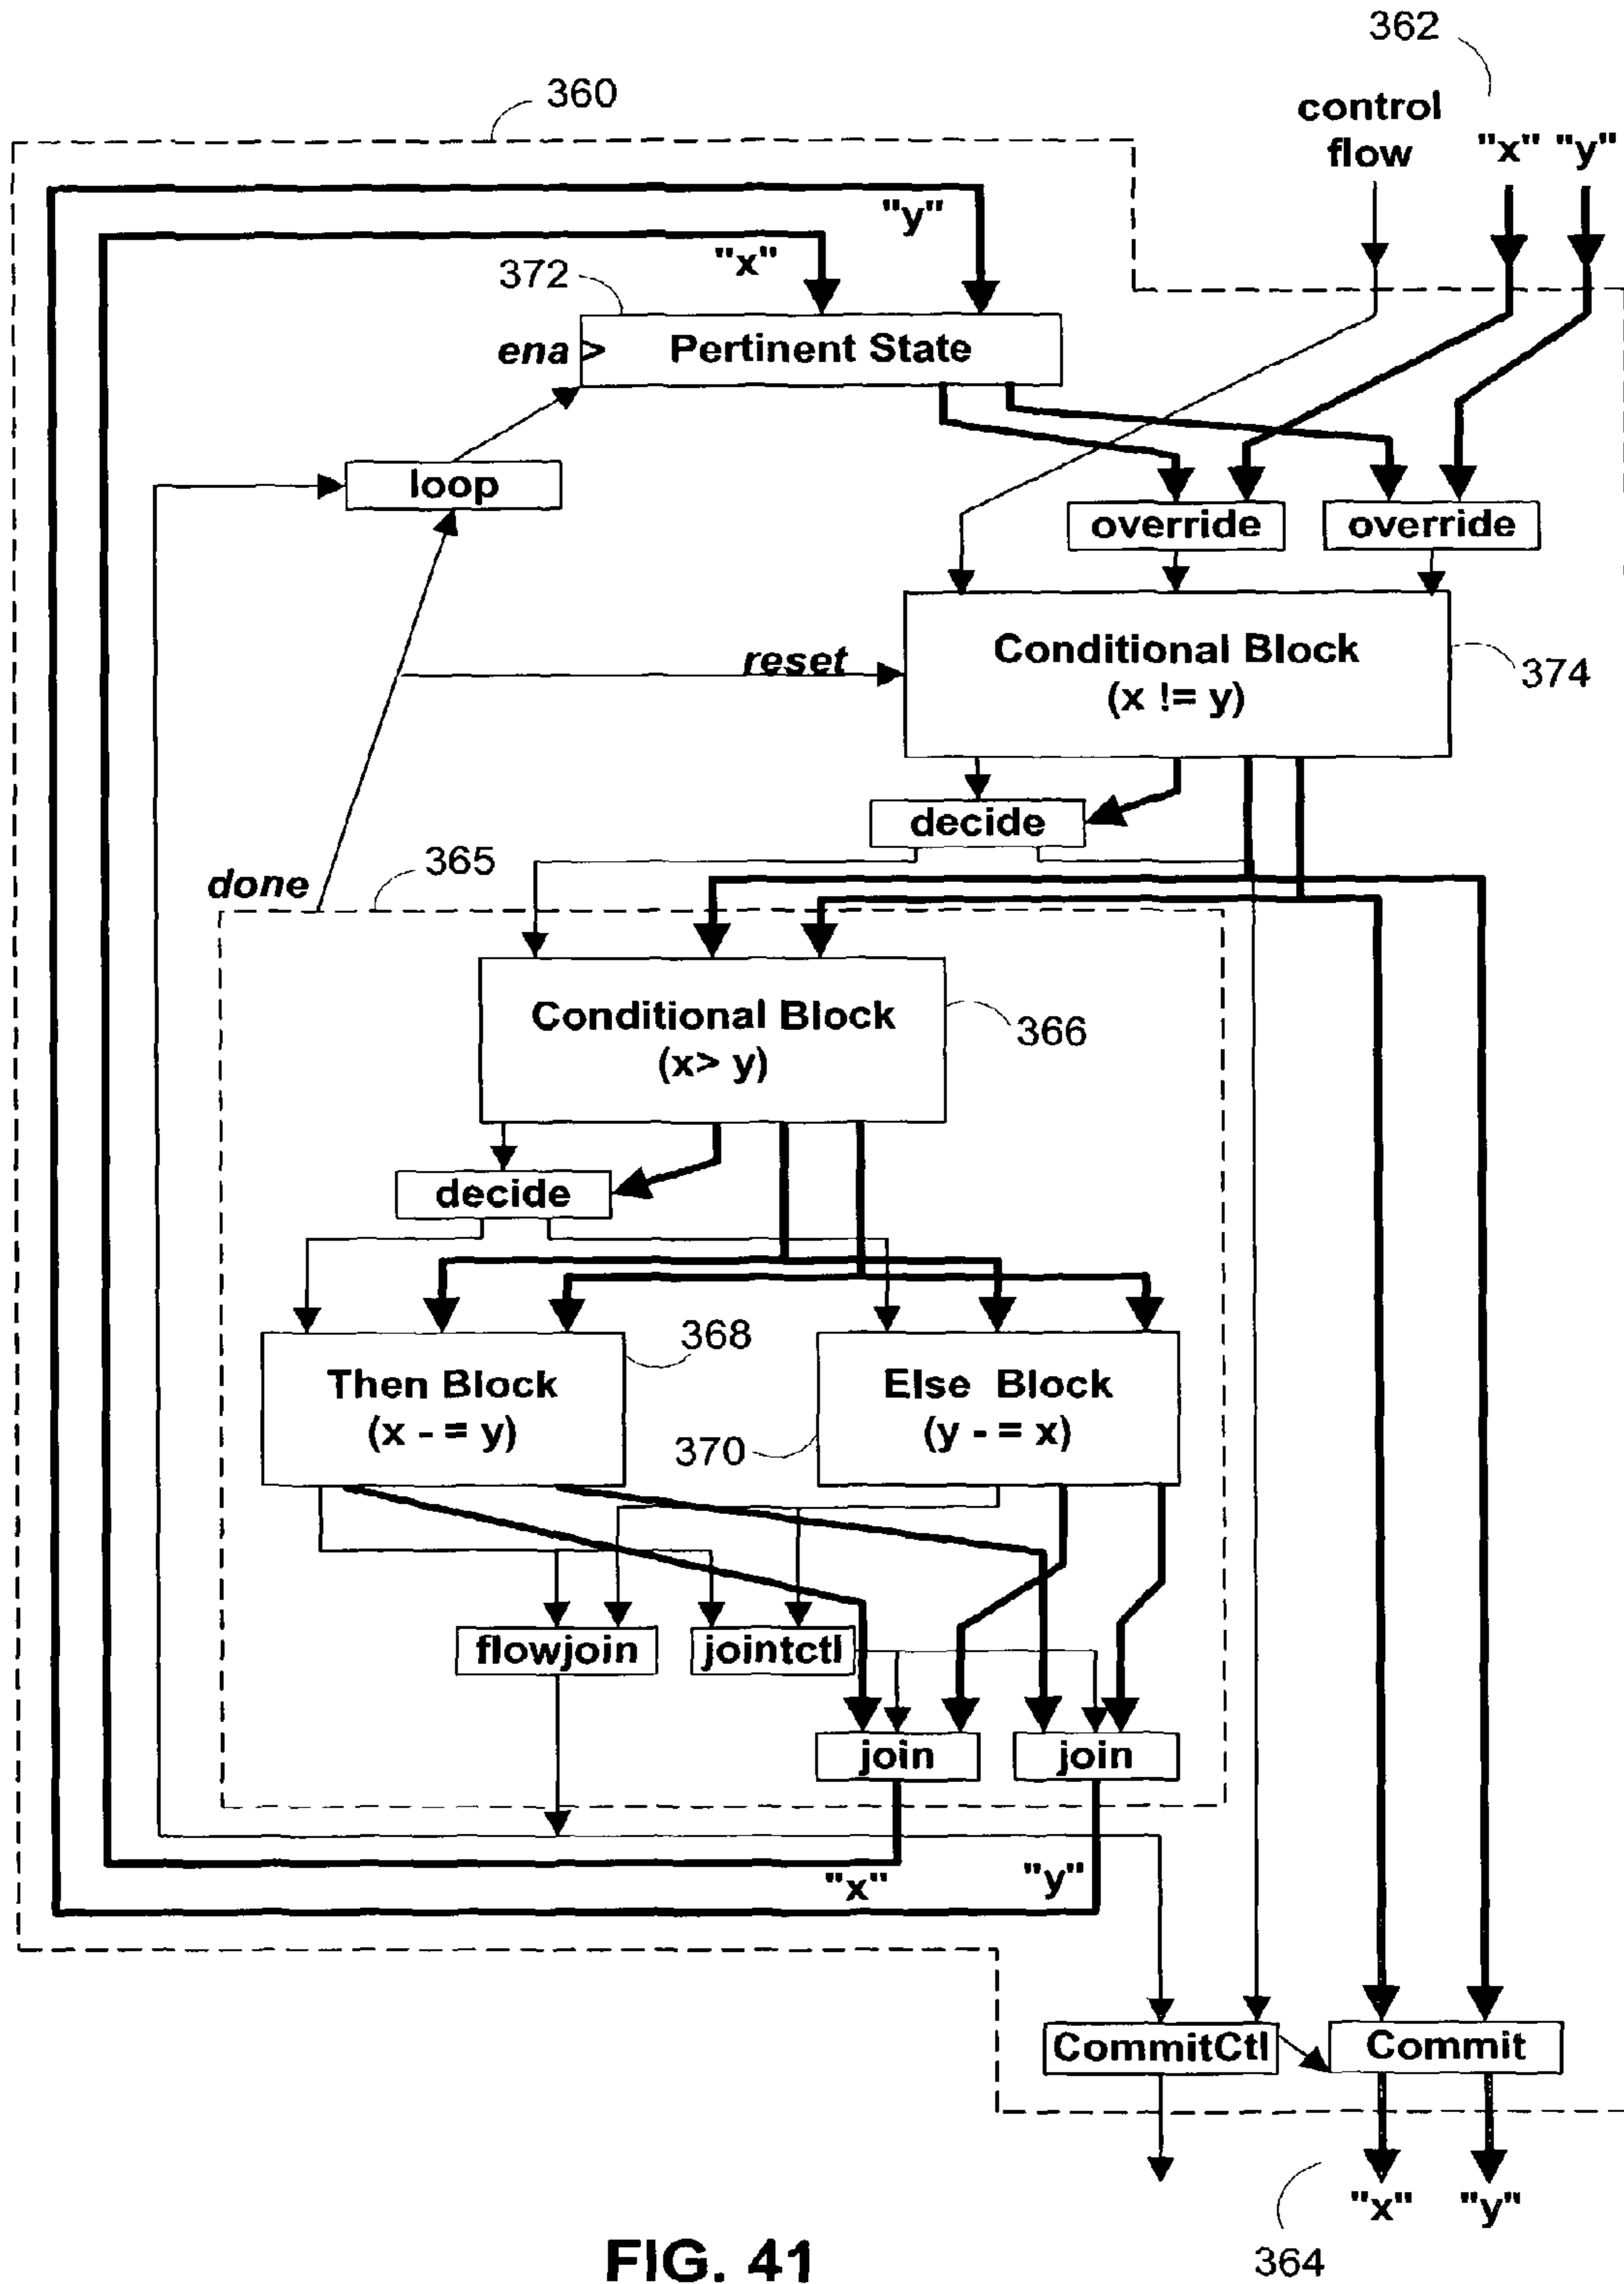 362
360
control
flow
"x" "y"
"y"
"x"
372
ena > Pertinent State
loop
override
override
reset
Conditional Block
(x != y)
374
decide
365
done
Conditional Block
(x> y)
366
decide
368
Then Block
(x - = y)
Else Block
(y - = x)
370
flowjoin
jointctl
join
join
"x"
"y"
CommitCtl
Commit
"x" "y"
364
FIG. 41